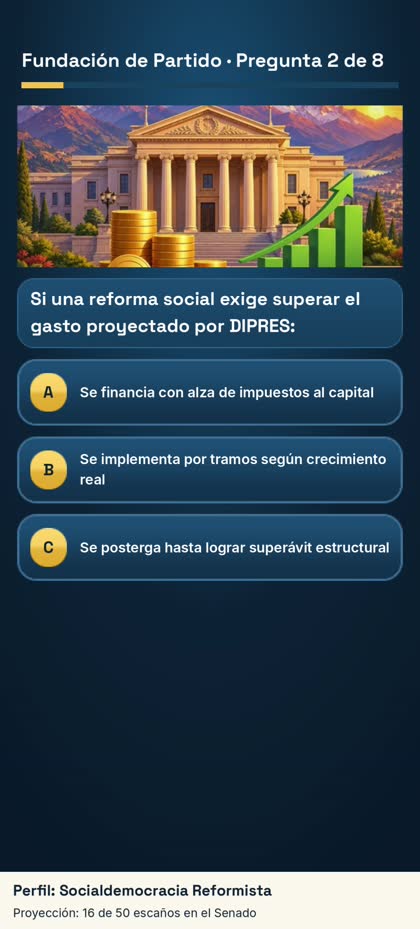 Fundación de Partido · Pregunta 2 de 8
Si una reforma social exige superar el
gasto proyectado por DIPRES:
A
Se financia con alza de impuestos al capital
B
Se implementa por tramos según crecimiento
real
C
Se posterga hasta lograr superávit estructural
Perfil: Socialdemocracia Reformista
Proyección: 16 de 50 escaños en el Senado